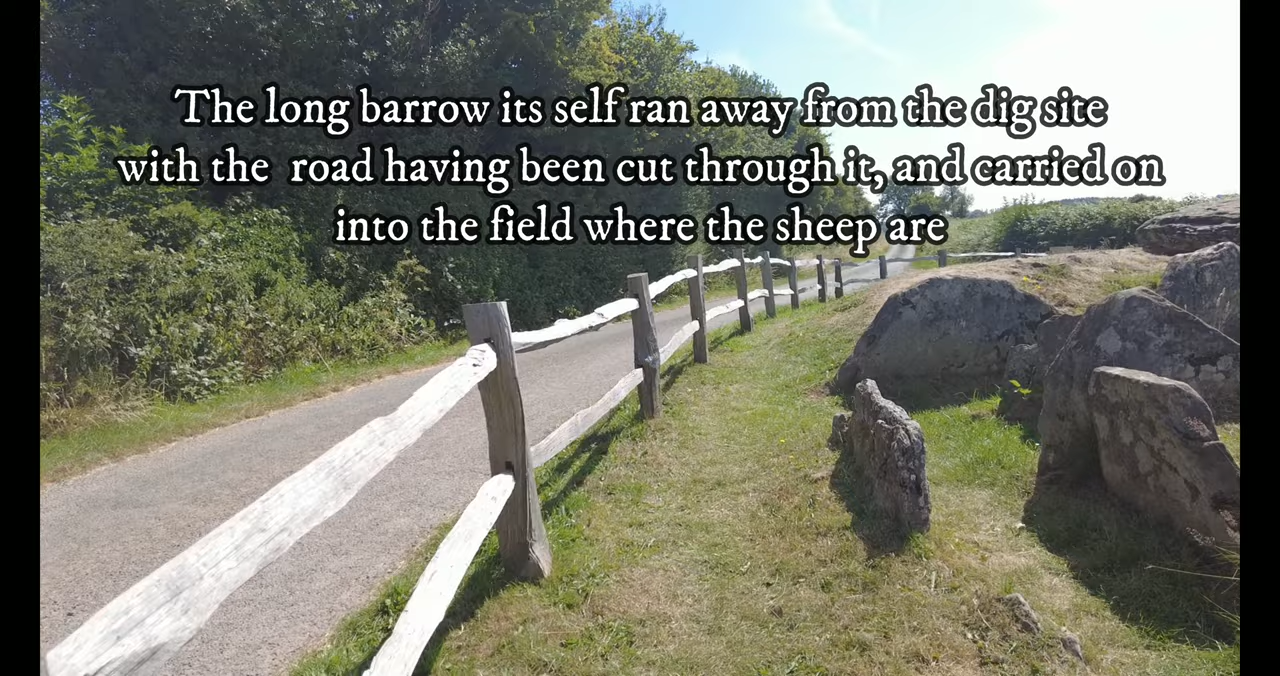 The long barrow its self ran away from the dig site
with the  road having been cut through it, and carried on
into the field where the sheep are